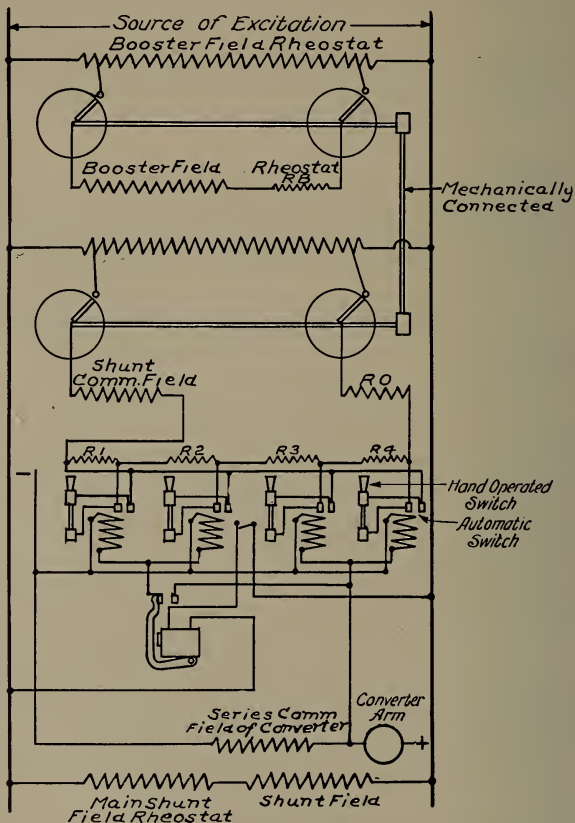 Source of Excitation
Booster Field Rheostat
Booster Field
Rheostat
RB
Mechanically
Connected
Shunt
Comm. Field
RO
R1 R2 R3 R4
−
Hand Operated
Switch
Automatic
Switch
Series Comm
Field of Converter
Converter
Arm
+
Main Shunt
Field Rheostat
Shunt Field